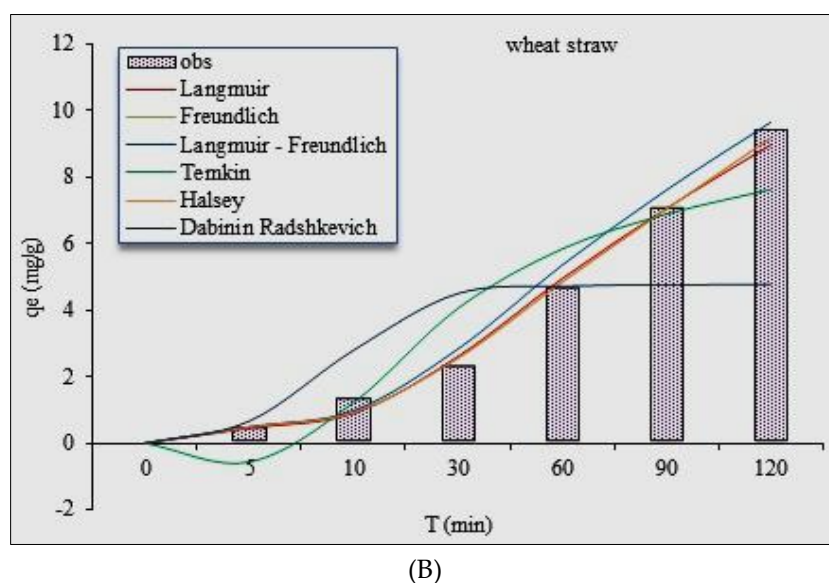 wheat straw
12
10
8
6
4
2
0
-2
qe (mg/g)
obs
Langmuir
Freundlich
Langmuir - Freundlich
Temkin
Halsey
Dabinin Radshkevich
0 5 10 30 60 90 120
T (min)
(B)